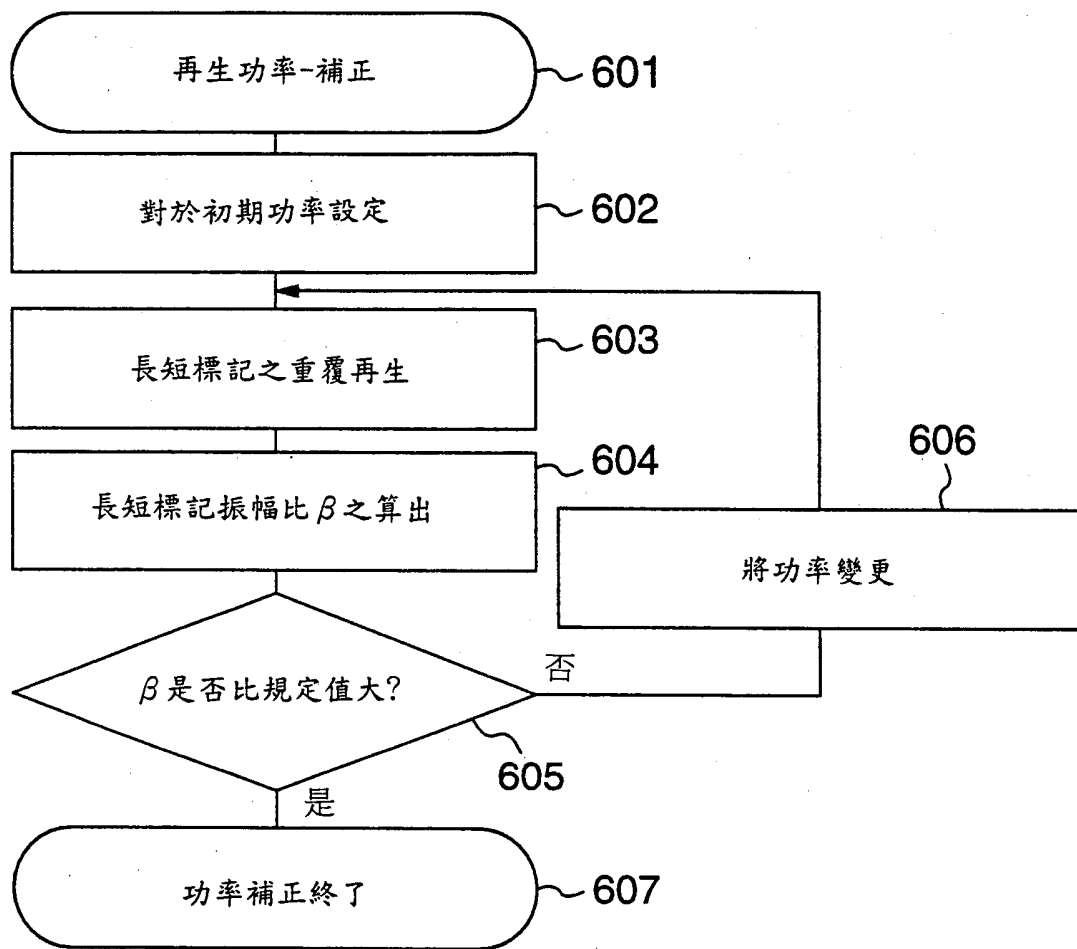 再生功率-補正
601
對於初期功率設定
602
長短標記之重覆再生
603
長短標記振幅比β之算出
604
606
將功率變更
β是否比規定值大?
否
605
是
功率補正終了
607